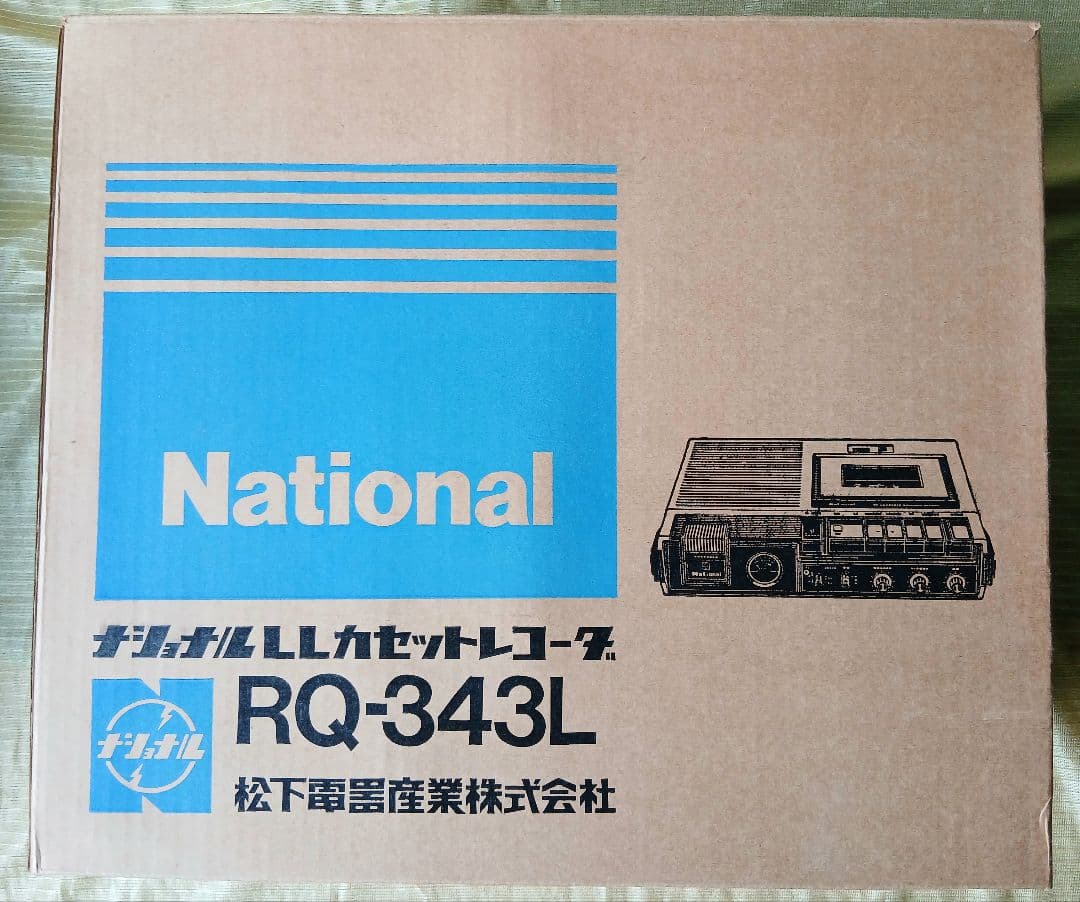 National
National
ナショナルLLカセットレコーダ
RQ-343L
ナショナル
松下電器産業株式会社